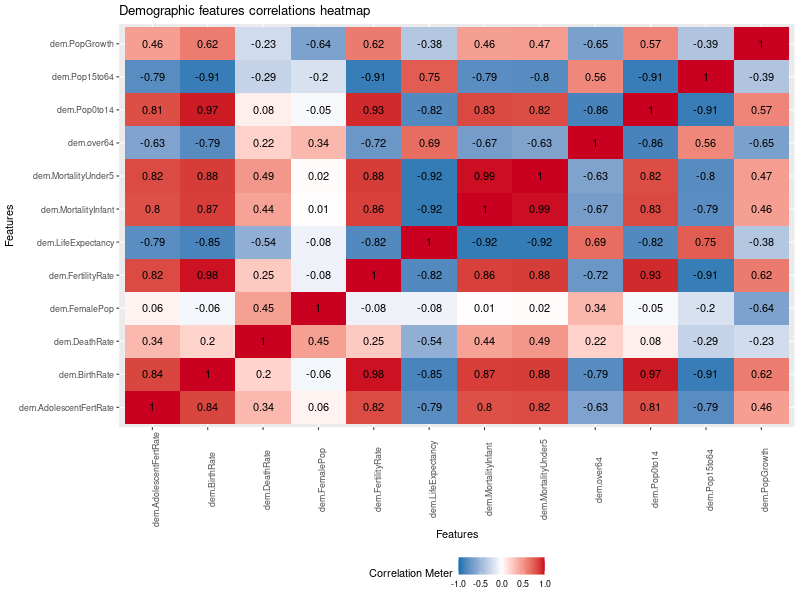 Demographic features correlations heatmap
Features
dem.PopGrowth 0.46 0.62 -0.23 -0.64 0.62 -0.38 0.46 0.47 -0.65 0.57 -0.39 1
dem.Pop15to64 -0.79 -0.91 -0.29 -0.2 -0.91 0.75 -0.79 -0.8 0.56 -0.91 1 -0.39
dem.Pop0to14 0.81 0.97 0.08 -0.05 0.93 -0.82 0.83 0.82 -0.86 1 -0.91 0.57
dem.over64 -0.63 -0.79 0.22 0.34 -0.72 0.69 -0.67 -0.63 1 -0.86 0.56 -0.65
dem.MortalityUnder5 0.82 0.88 0.49 0.02 0.88 -0.92 0.99 1 -0.63 0.82 -0.8 0.47
dem.MortalityInfant 0.8 0.87 0.44 0.01 0.86 -0.92 1 0.99 -0.67 0.83 -0.79 0.46
dem.LifeExpectancy -0.79 -0.85 -0.54 -0.08 -0.82 1 -0.92 -0.92 0.69 -0.82 0.75 -0.38
dem.FertilityRate 0.82 0.98 0.25 -0.08 1 -0.82 0.86 0.88 -0.72 0.93 -0.91 0.62
dem.FemalePop 0.06 -0.06 0.45 1 -0.08 -0.08 0.01 0.02 0.34 -0.05 -0.2 -0.64
dem.DeathRate 0.34 0.2 1 0.45 0.25 -0.54 0.44 0.49 0.22 0.08 -0.29 -0.23
dem.BirthRate 0.84 1 0.2 -0.06 0.98 -0.85 0.87 0.88 -0.79 0.97 -0.91 0.62
dem.AdolescentFertRate 1 0.84 0.34 0.06 0.82 -0.79 0.8 0.82 -0.63 0.81 -0.79 0.46
dem.AdolescentFertRate
dem.BirthRate
dem.DeathRate
dem.FemalePop
dem.FertilityRate
dem.LifeExpectancy
dem.MortalityInfant
dem.MortalityUnder5
dem.over64
dem.Pop0to14
dem.Pop15to64
dem.PopGrowth
Features
Correlation Meter
-1.0 -0.5 0.0 0.5 1.0